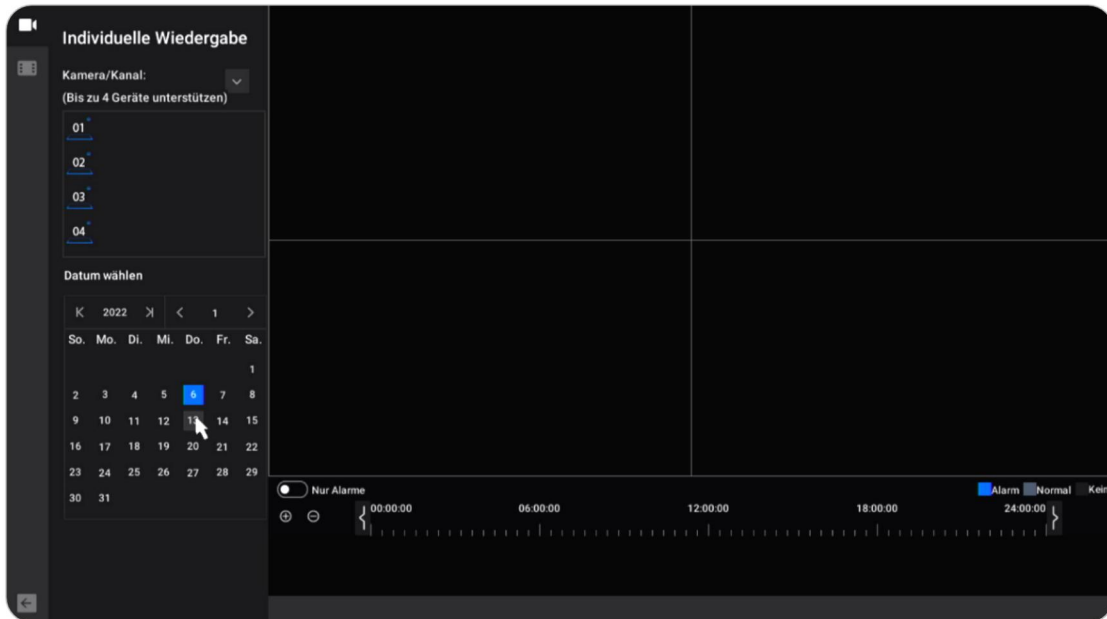 Individuelle Wiedergabe
Kamera/Kanal:
(Bis zu 4 Geräte unterstützen)
01
02
03
04
Datum wählen
2022 1
So. Mo. Di. Mi. Do. Fr. Sa.
1
2 3 4 5 6 7 8
9 10 11 12 13 14 15
16 17 18 19 20 21 22
23 24 25 26 27 28 29
30 31
Nur Alarme
Alarm Normal Kein
00:00:00 06:00:00 12:00:00 18:00:00 24:00:00